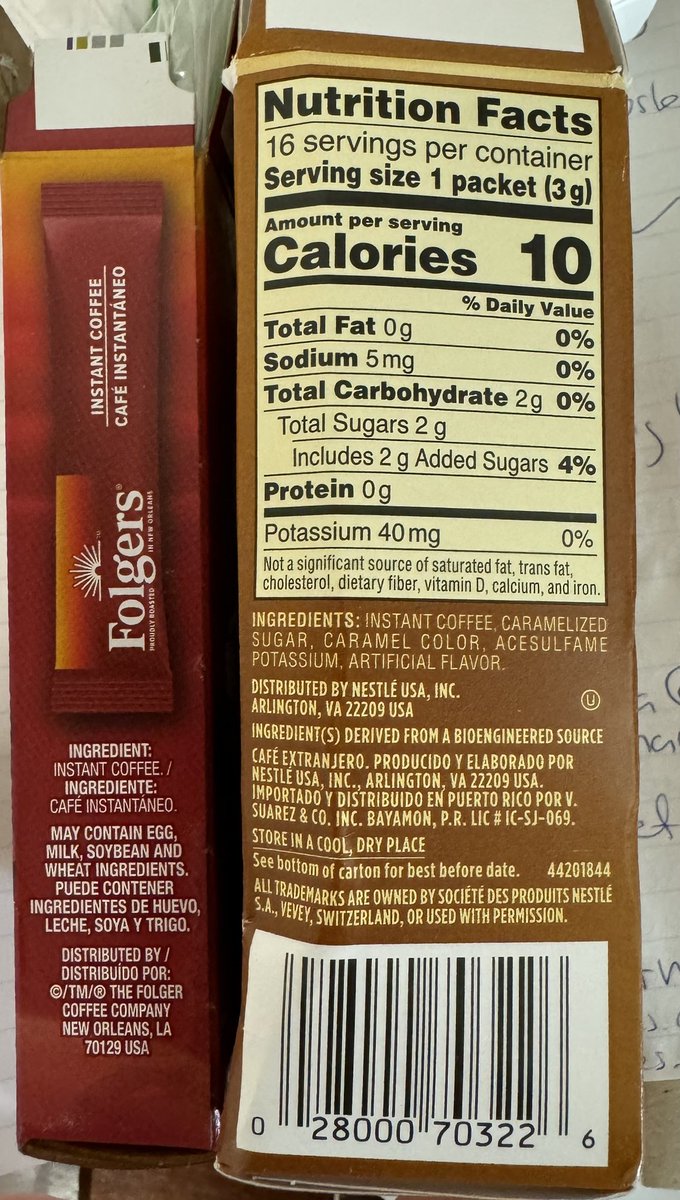 INSTANT COFFEE
CAFÉ INSTANTÁNEO
Folgers®
PROUDLY ROASTED IN NEW ORLEANS
INGREDIENT:
INSTANT COFFEE. /
INGREDIENTE:
CAFÉ INSTANTÁNEO.
MAY CONTAIN EGG,
MILK, SOYBEAN AND
WHEAT INGREDIENTS.
PUEDE CONTENER
INGREDIENTES DE HUEVO,
LECHE, SOYA Y TRIGO.
DISTRIBUTED BY /
DISTRIBUÍDO POR:
©/TM/® THE FOLGER
COFFEE COMPANY
NEW ORLEANS, LA
70129 USA
Nutrition Facts
16 servings per container
Serving size 1 packet (3 g)
Amount per serving
Calories 10
% Daily Value
Total Fat 0g 0%
Sodium 5mg 0%
Total Carbohydrate 2g 0%
Total Sugars 2 g
Includes 2 g Added Sugars 4%
Protein 0g
Potassium 40mg 0%
Not a significant source of saturated fat, trans fat,
cholesterol, dietary fiber, vitamin D, calcium, and iron.
INGREDIENTS: INSTANT COFFEE, CARAMELIZED
SUGAR, CARAMEL COLOR, ACESULFAME
POTASSIUM, ARTIFICIAL FLAVOR.
DISTRIBUTED BY NESTLÉ USA, INC.
ARLINGTON, VA 22209 USA
U
INGREDIENT(S) DERIVED FROM A BIOENGINEERED SOURCE
CAFÉ EXTRANJERO. PRODUCIDO Y ELABORADO POR
NESTLÉ USA, INC., ARLINGTON, VA 22209 USA.
IMPORTADO Y DISTRIBUIDO EN PUERTO RICO POR V.
SUAREZ & CO. INC. BAYAMON, P.R. LIC # IC-SJ-069.
STORE IN A COOL, DRY PLACE
See bottom of carton for best before date. 44201844
ALL TRADEMARKS ARE OWNED BY SOCIÉTÉ DES PRODUITS NESTLÉ
S.A., VEVEY, SWITZERLAND, OR USED WITH PERMISSION.
0 28000 70322 6